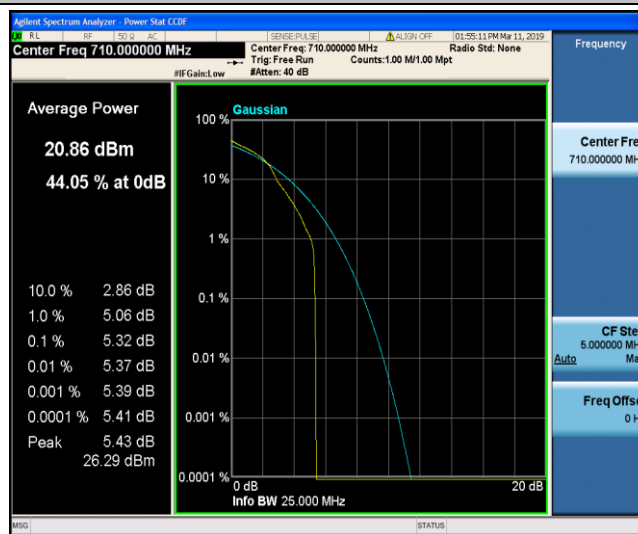 Agilent Spectrum Analyzer - Power Stat CCDF
RL RF 50 Ω AC SENSE:PULSE ALIGN OFF 01:55:11 PM Mar 11, 2019
Center Freq 710.000000 MHz
Center Freq: 710.000000 MHz Radio Std: None
Trig: Free Run Counts:1.00 M/1.00 Mpt
#IFGain:Low #Atten: 40 dB
Frequency
Average Power
20.86 dBm
44.05 % at 0dB
10.0 % 2.86 dB
1.0 % 5.06 dB
0.1 % 5.32 dB
0.01 % 5.37 dB
0.001 % 5.39 dB
0.0001 % 5.41 dB
Peak 5.43 dB
26.29 dBm
Gaussian
100 %
10 %
1 %
0.1 %
0.01 %
0.001 %
0.0001 %
0 dB 20 dB
Info BW 25.000 MHz
Center Fre
710.000000 MH
CF Ste
5.000000 MH
Auto Ma
Freq Offse
0 H
MSG STATUS